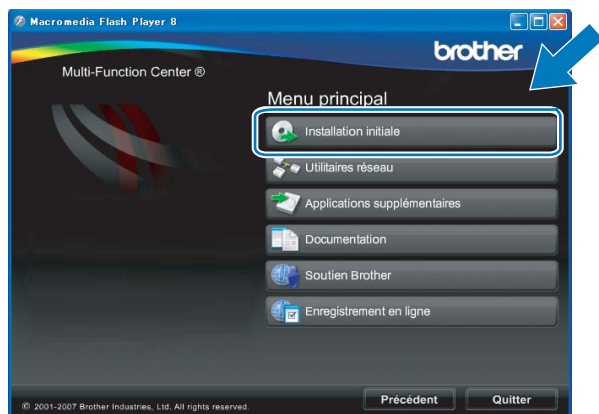 Macromedia Flash Player 8
brother
Multi-Function Center ®
Menu principal
Installation initiale
Utilitaires réseau
Applications supplémentaires
Documentation
Soutien Brother
Enregistrement en ligne
© 2001-2007 Brother Industries, Ltd. All rights reserved.
Précédent
Quitter